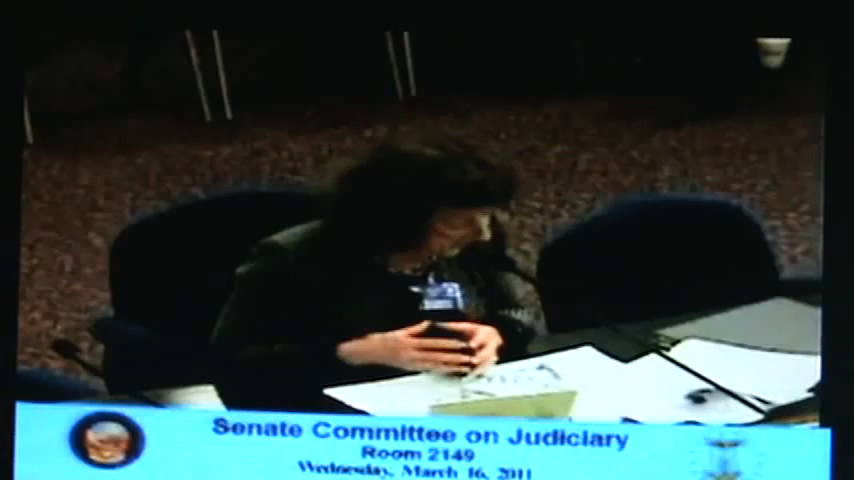 Senate Committee on Judiciary
Room 2149
Wednesday, March 16, 2011